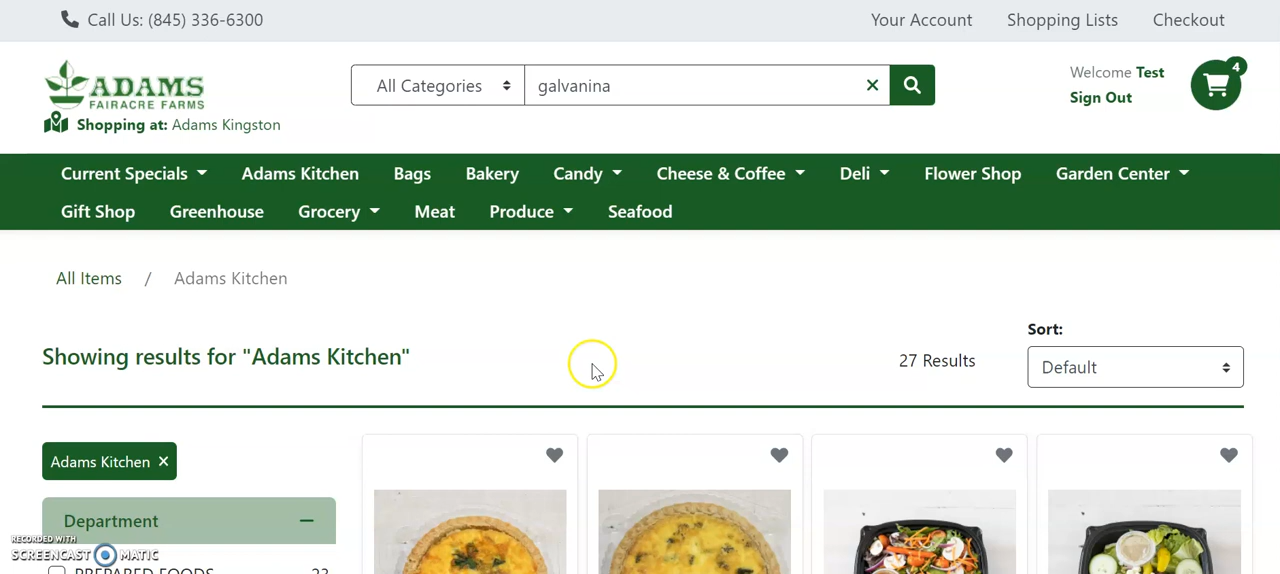 Call Us: (845) 336-6300
Your Account
Shopping Lists
Checkout
ADAMS
FAIRACRE FARMS
Shopping at: Adams Kingston
All Categories
galvanina
Welcome Test
Sign Out
4
Current Specials
Adams Kitchen
Bags
Bakery
Candy
Cheese & Coffee
Deli
Flower Shop
Garden Center
Gift Shop
Greenhouse
Grocery
Meat
Produce
Seafood
All Items / Adams Kitchen
Showing results for "Adams Kitchen"
27 Results
Sort:
Default
Adams Kitchen ×
Department
PREPARED FOODS 23
RECORDED WITH
SCREENCAST MATIC